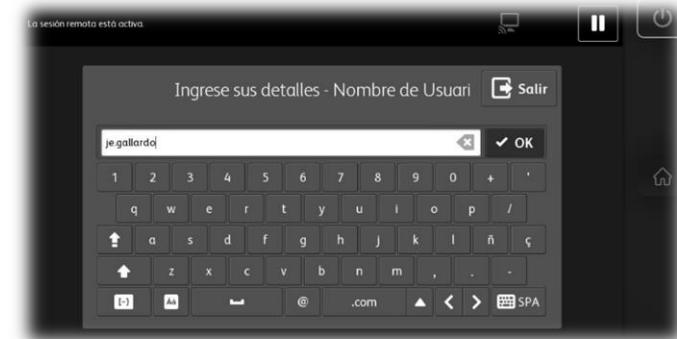 La sesión remota está activa.
Ingrese sus detalles - Nombre de Usuari
Salir
je.gallardo
OK
1 2 3 4 5 6 7 8 9 0 + '
q w e r t y u i o p /
a s d f g h j k l ñ ç
z x c v b n m , . -
[-] Aä @ .com SPA